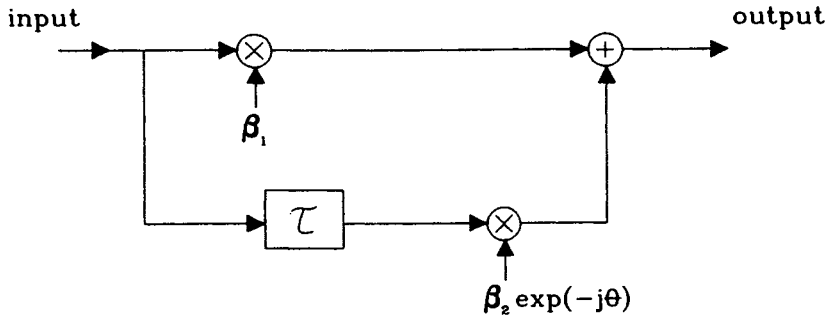 input
output
×
+
β₁
τ
×
β₂ exp(−jθ)